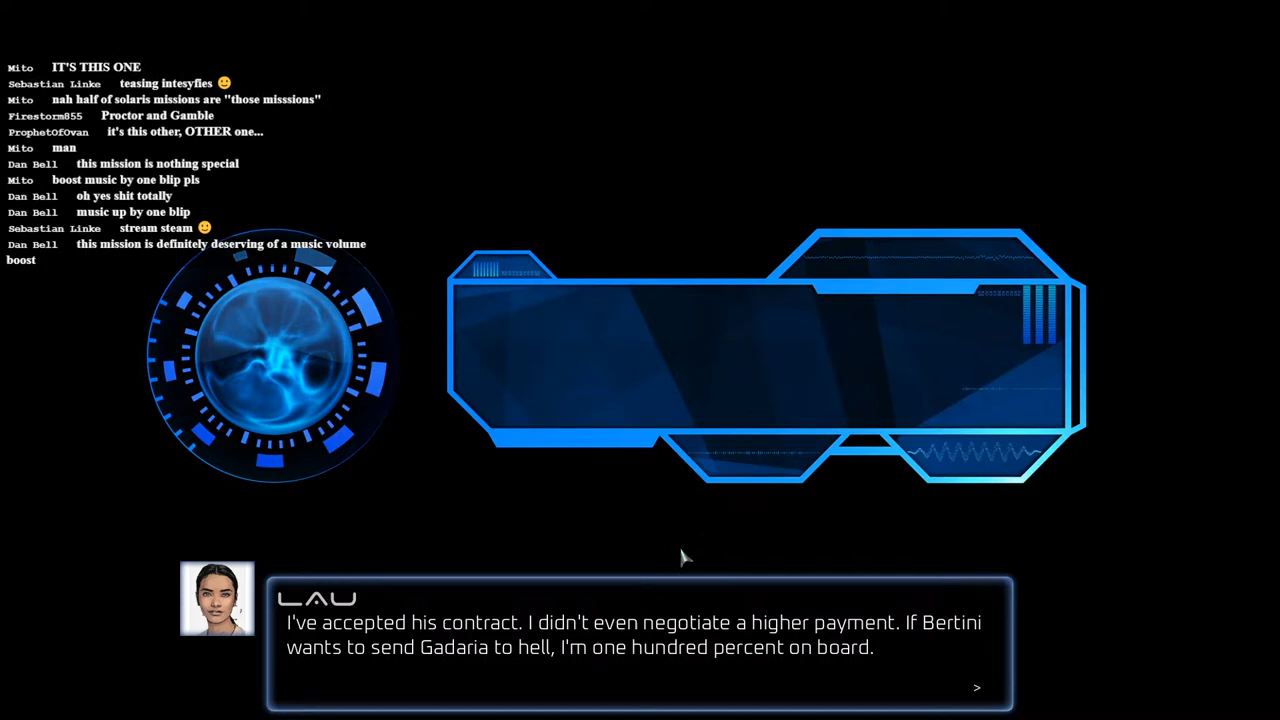 Mito IT'S THIS ONE
Sebastian Linke teasing intesyfies 🙂
Mito nah half of solaris missions are "those misssions"
Firestorm855 Proctor and Gamble
ProphetOfOvan it's this other, OTHER one...
Mito man
Dan Bell this mission is nothing special
Mito boost music by one blip pls
Dan Bell oh yes shit totally
Dan Bell music up by one blip
Sebastian Linke stream steam 🙂
Dan Bell this mission is definitely deserving of a music volume
boost
LAU
I've accepted his contract. I didn't even negotiate a higher payment. If Bertini
wants to send Gadaria to hell, I'm one hundred percent on board.
>